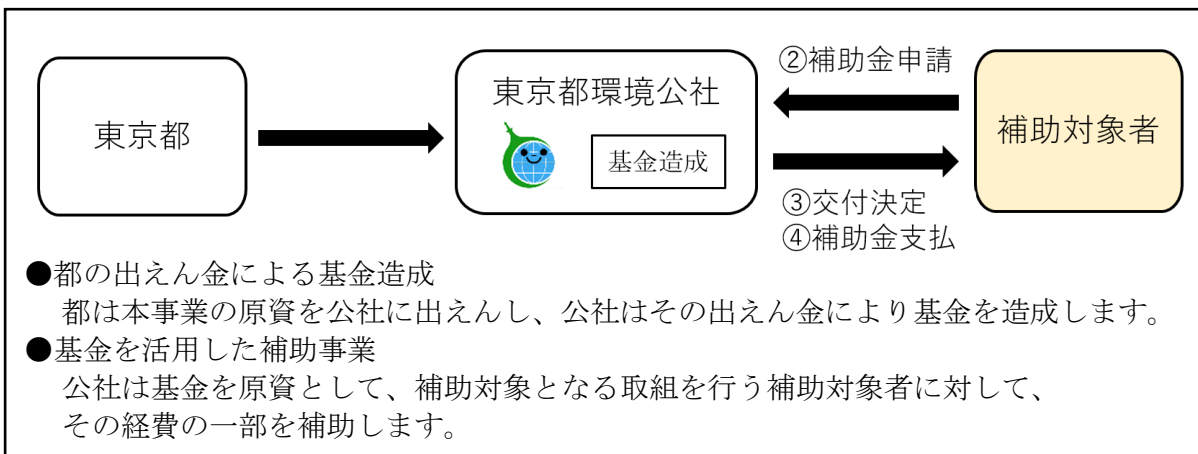 東京都
東京都環境公社
基金造成
②補助金申請
③交付決定
④補助金支払
補助対象者
●都の出えん金による基金造成
都は本事業の原資を公社に出えんし、公社はその出えん金により基金を造成します。
●基金を活用した補助事業
公社は基金を原資として、補助対象となる取組を行う補助対象者に対して、
その経費の一部を補助します。